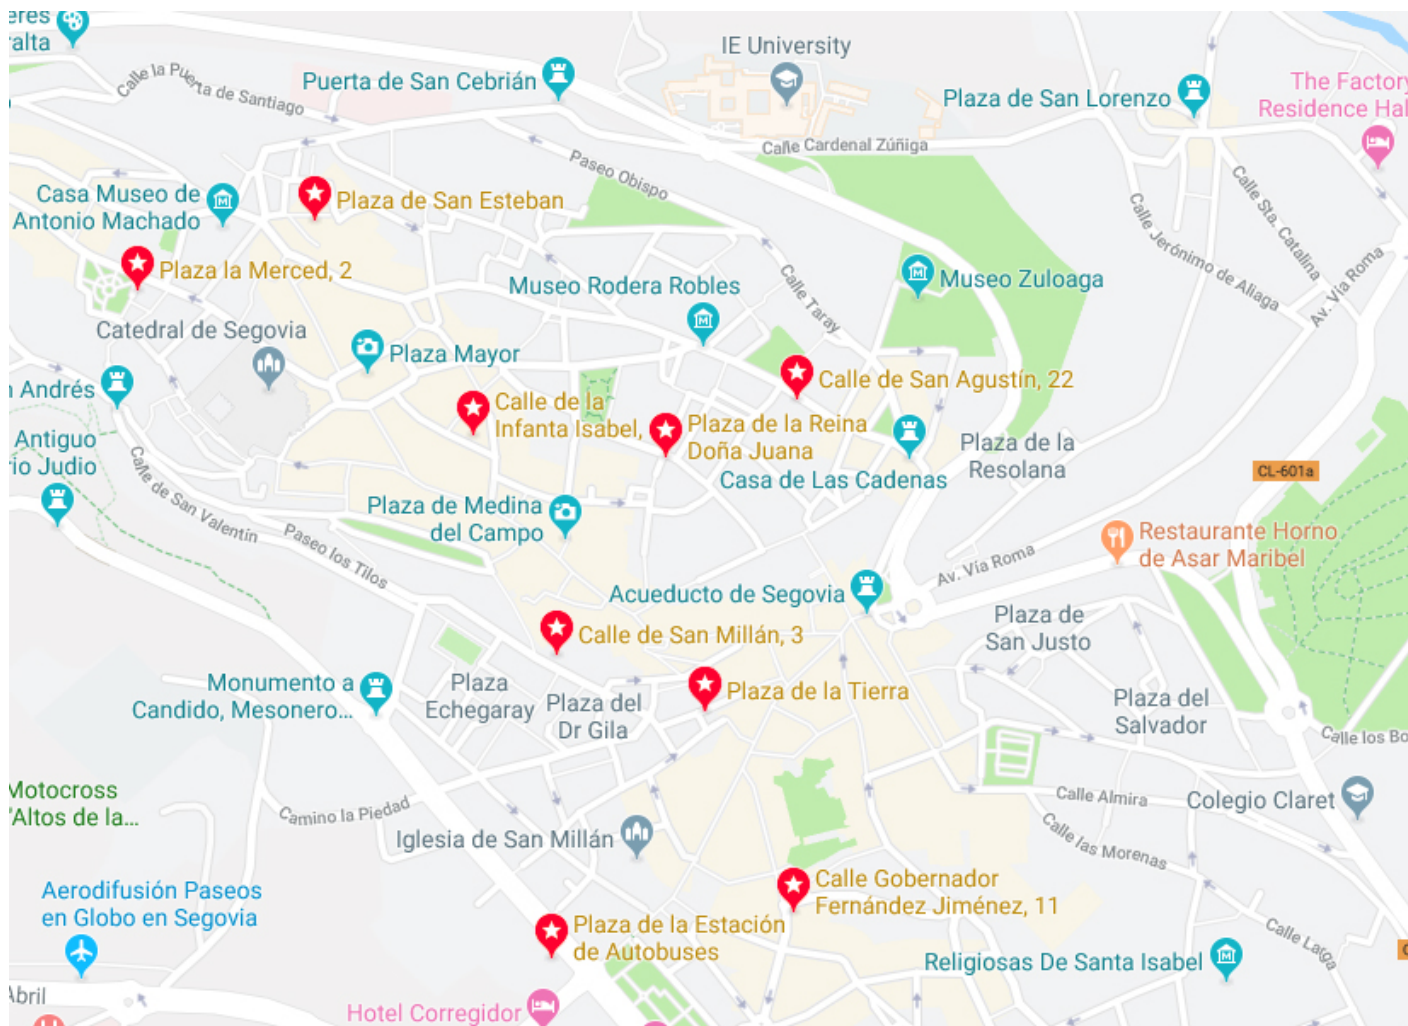 eres
ralta
IE University
Puerta de San Cebrián
Calle la Puerta de Santiago
Plaza de San Lorenzo
The Factory
Residence Hal
Calle Cardenal Zúñiga
Paseo Obispo
Casa Museo de
Antonio Machado
Plaza de San Esteban
Calle Sta. Catalina
Calle Jerónimo de Aliaga
Av. Vía Roma
Plaza la Merced, 2
Museo Rodera Robles
Calle Taray
Museo Zuloaga
Catedral de Segovia
Plaza Mayor
n Andrés
Calle de San Agustín, 22
Calle de la
Infanta Isabel,
Plaza de la Reina
Doña Juana
Antiguo
rio Judio
Plaza de la
Resolana
Casa de Las Cadenas
CL-601a
Calle de San Valentín
Plaza de Medina
del Campo
Paseo los Tilos
Restaurante Horno
de Asar Maribel
Av. Vía Roma
Acueducto de Segovia
Plaza de
San Justo
Calle de San Millán, 3
Monumento a
Candido, Mesonero...
Plaza
Echegaray
Plaza del
Dr Gila
Plaza de la Tierra
Plaza del
Salvador
Calle los Bo
Motocross
"Altos de la...
Camino la Piedad
Calle Almira
Colegio Claret
Iglesia de San Millán
Calle las Morenas
Aerodifusión Paseos
en Globo en Segovia
Calle Gobernador
Fernández Jiménez, 11
Plaza de la Estación
de Autobuses
Calle Larga
Religiosas De Santa Isabel
Abril
Hotel Corregidor